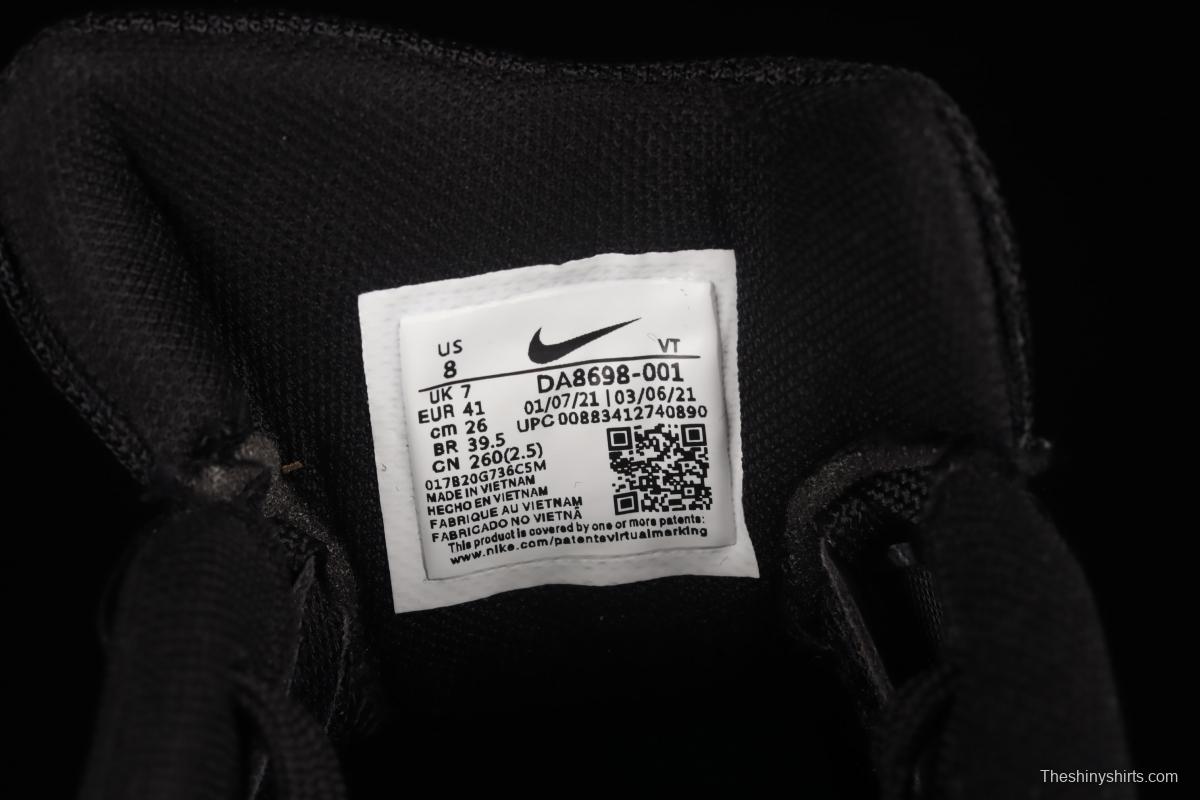 US VT
8
UK 7 DA8698-001
EUR 41 01/07/21 | 03/06/21
cm 26 UPC 00883412740890
BR 39.5
CN 260(2.5)
017B20G736C5M
MADE IN VIETNAM
HECHO EN VIETNAM
FABRIQUE AU VIETNAM
FABRICADO NO VIETNÃ
This product is covered by one or more patents:
www.nike.com/patentsvirtualmarking
Theshinyshirts.com